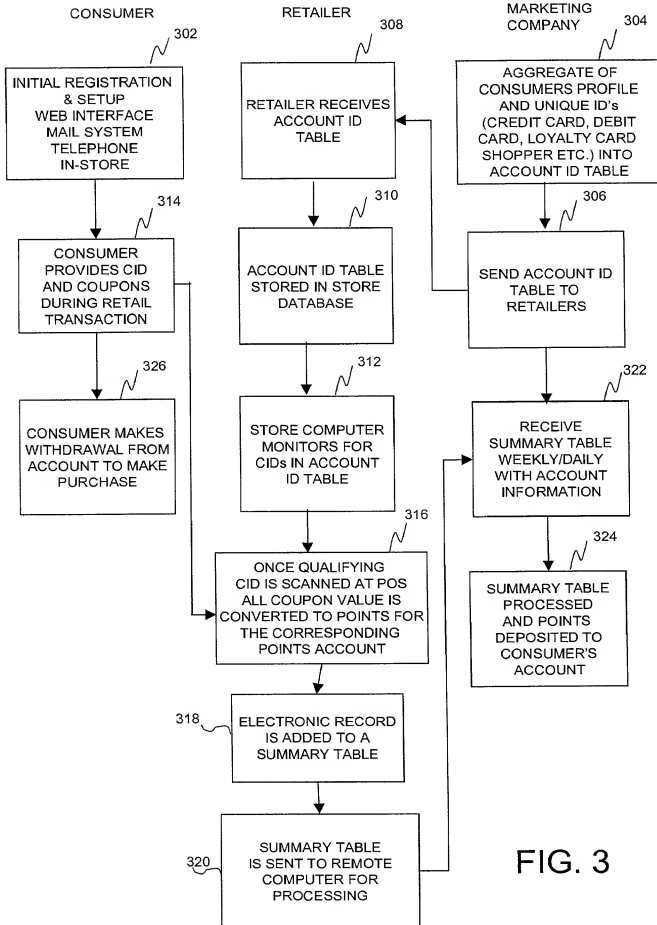 CONSUMER
RETAILER
MARKETING
COMPANY
302
INITIAL REGISTRATION
& SETUP
WEB INTERFACE
MAIL SYSTEM
TELEPHONE
IN-STORE
308
RETAILER RECEIVES
ACCOUNT ID
TABLE
304
AGGREGATE OF
CONSUMERS PROFILE
AND UNIQUE ID's
(CREDIT CARD, DEBIT
CARD, LOYALTY CARD
SHOPPER ETC.) INTO
ACCOUNT ID TABLE
314
CONSUMER
PROVIDES CID
AND COUPONS
DURING RETAIL
TRANSACTION
310
ACCOUNT ID TABLE
STORED IN STORE
DATABASE
306
SEND ACCOUNT ID
TABLE TO
RETAILERS
326
CONSUMER MAKES
WITHDRAWAL FROM
ACCOUNT TO MAKE
PURCHASE
312
STORE COMPUTER
MONITORS FOR
CIDs IN ACCOUNT
ID TABLE
322
RECEIVE
SUMMARY TABLE
WEEKLY/DAILY
WITH ACCOUNT
INFORMATION
316
ONCE QUALIFYING
CID IS SCANNED AT POS
ALL COUPON VALUE IS
CONVERTED TO POINTS FOR
THE CORRESPONDING
POINTS ACCOUNT
324
SUMMARY TABLE
PROCESSED
AND POINTS
DEPOSITED TO
CONSUMER'S
ACCOUNT
318
ELECTRONIC RECORD
IS ADDED TO A
SUMMARY TABLE
320
SUMMARY TABLE
IS SENT TO REMOTE
COMPUTER FOR
PROCESSING
FIG. 3